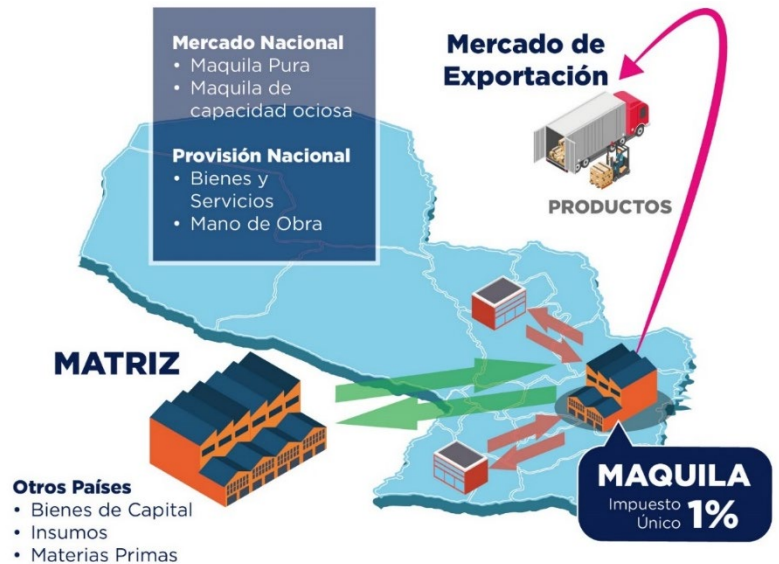 Mercado Nacional
• Maquila Pura
• Maquila de
capacidad ociosa
Provisión Nacional
• Bienes y
Servicios
• Mano de Obra
Mercado de
Exportación
PRODUCTOS
MATRIZ
Otros Países
• Bienes de Capital
• Insumos
• Materias Primas
MAQUILA
Impuesto
Único 1%